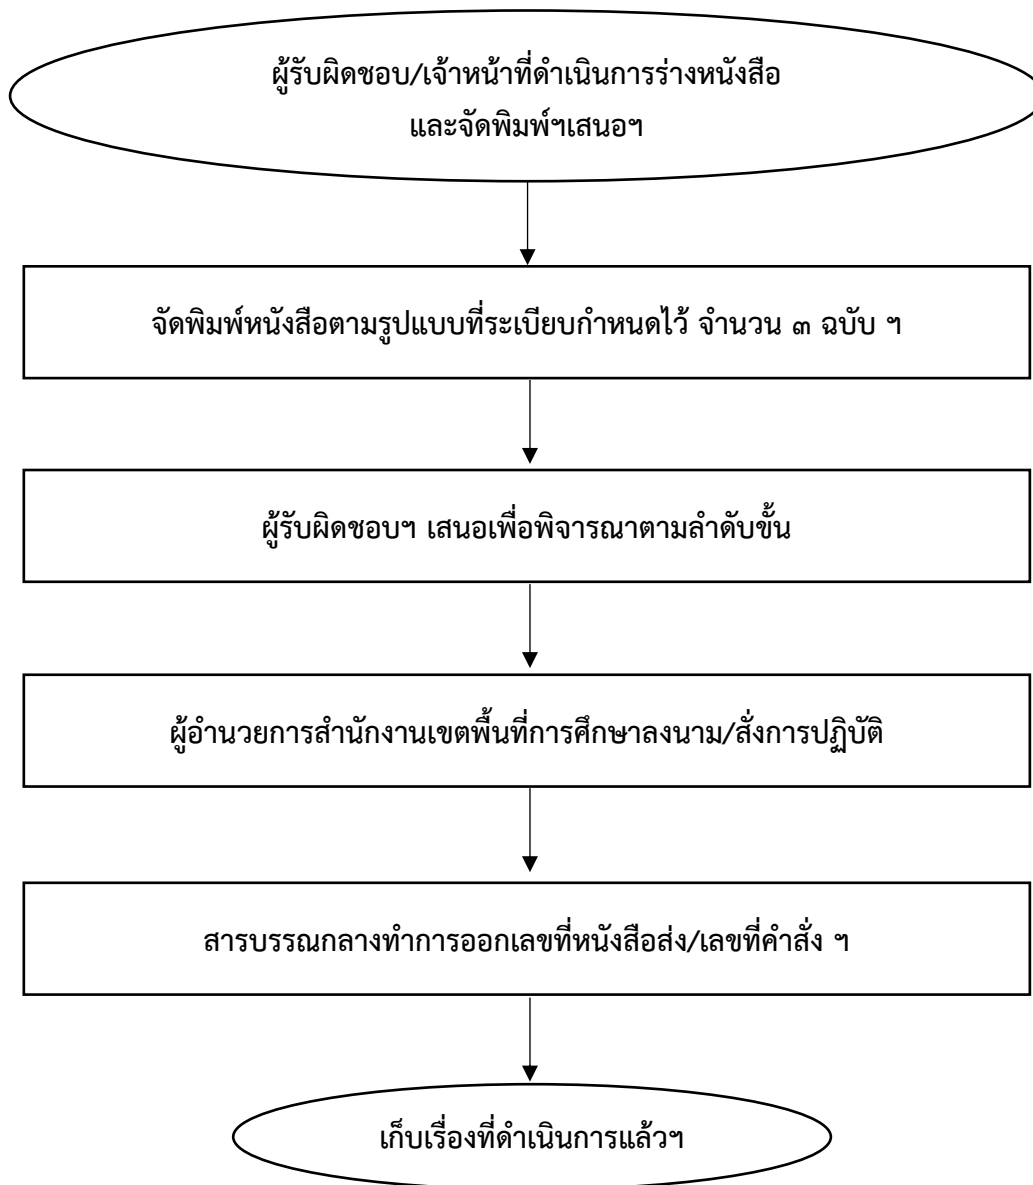 ผู้รับผิดชอบ/เจ้าหน้าที่ดำเนินการร่างหนังสือ
และจัดพิมพ์ฯเสนอฯ
จัดพิมพ์หนังสือตามรูปแบบที่ระเบียบกำหนดไว้ จำนวน ๓ ฉบับ ฯ
ผู้รับผิดชอบฯ เสนอเพื่อพิจารณาตามลำดับขั้น
ผู้อำนวยการสำนักงานเขตพื้นที่การศึกษาลงนาม/สั่งการปฏิบัติ
สารบรรณกลางทำการออกเลขที่หนังสือส่ง/เลขที่คำสั่ง ฯ
เก็บเรื่องที่ดำเนินการแล้วฯ